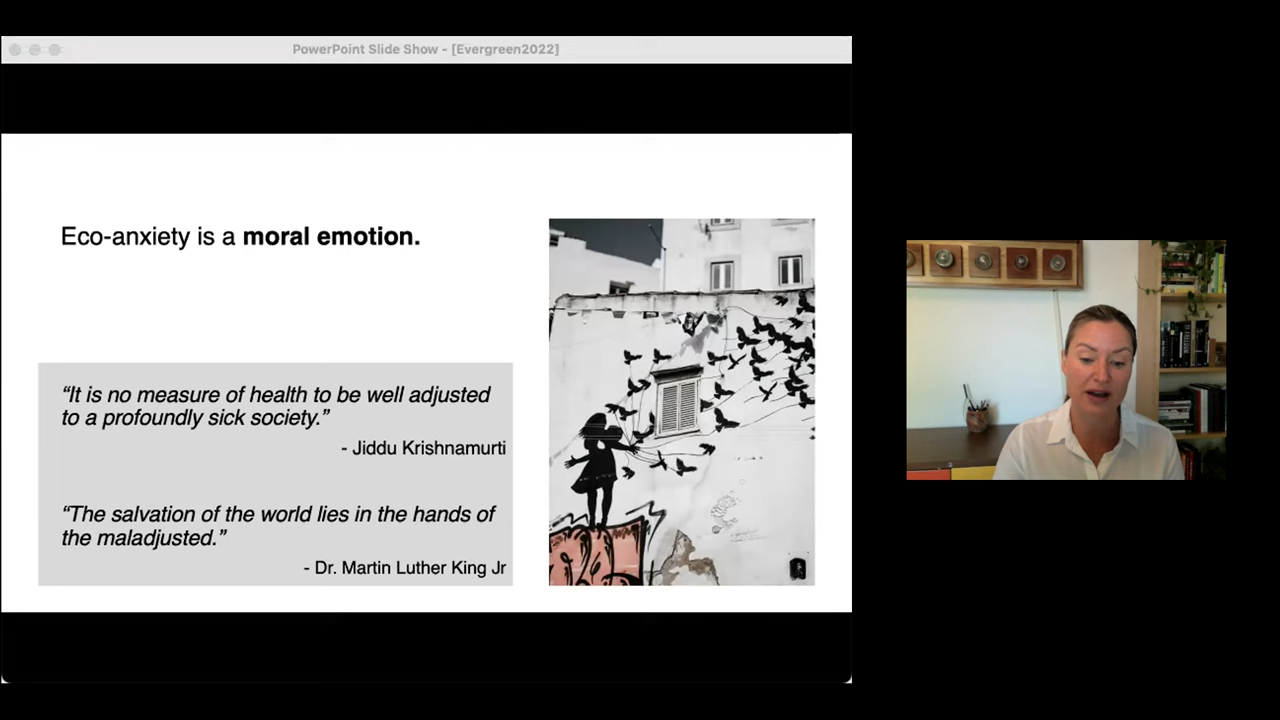 PowerPoint Slide Show - [Evergreen2022]
Eco-anxiety is a moral emotion.
“It is no measure of health to be well adjusted
to a profoundly sick society.”
- Jiddu Krishnamurti
“The salvation of the world lies in the hands of
the maladjusted.”
- Dr. Martin Luther King Jr